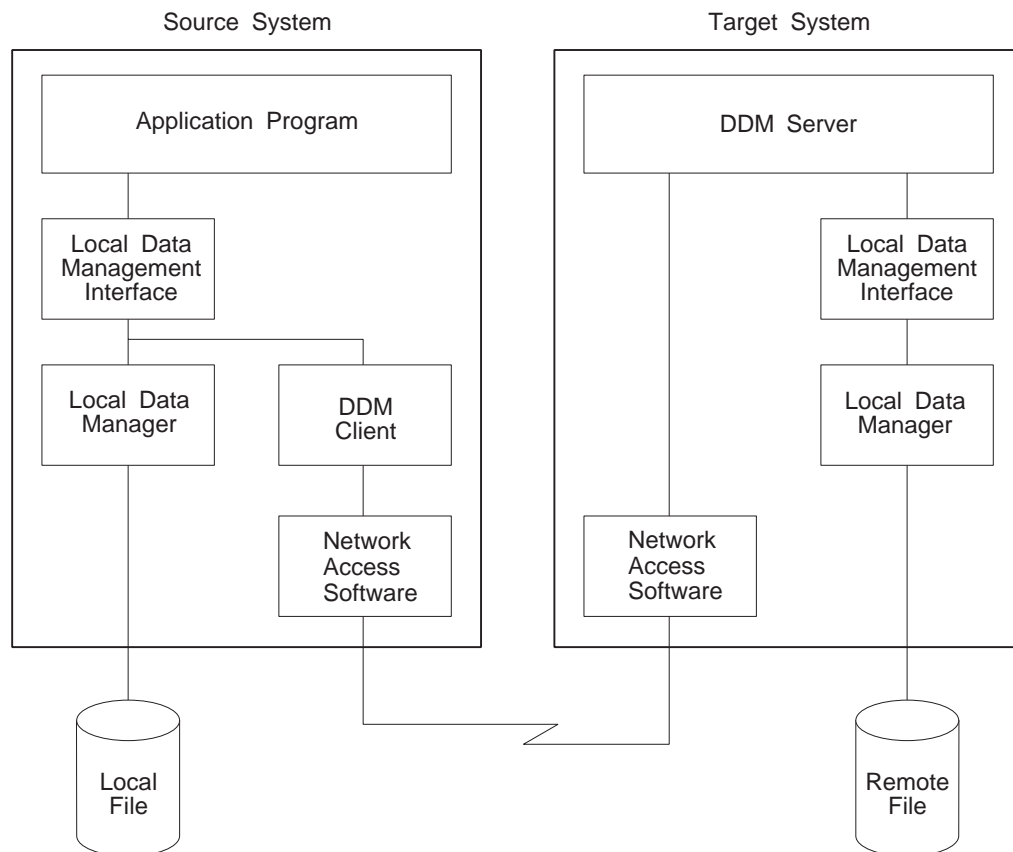 Source System
Target System
Application Program
DDM Server
Local Data
Management
Interface
Local Data
Management
Interface
Local Data
Manager
DDM
Client
Local Data
Manager
Network
Access
Software
Network
Access
Software
Local
File
Remote
File